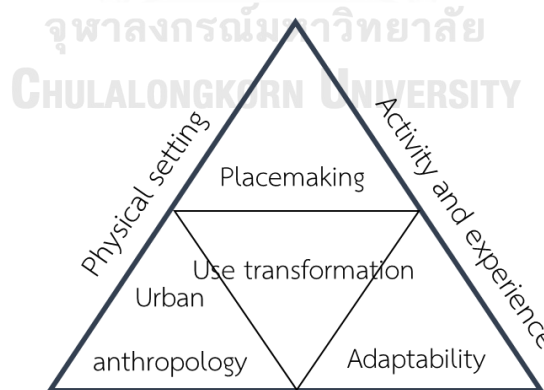 จุฬาลงกรณ์มหาวิทยาลัย
CHULALONGKORN UNIVERSITY
Physical setting
Activity and experience
Placemaking
Use transformation
Urban
anthropology
Adaptability